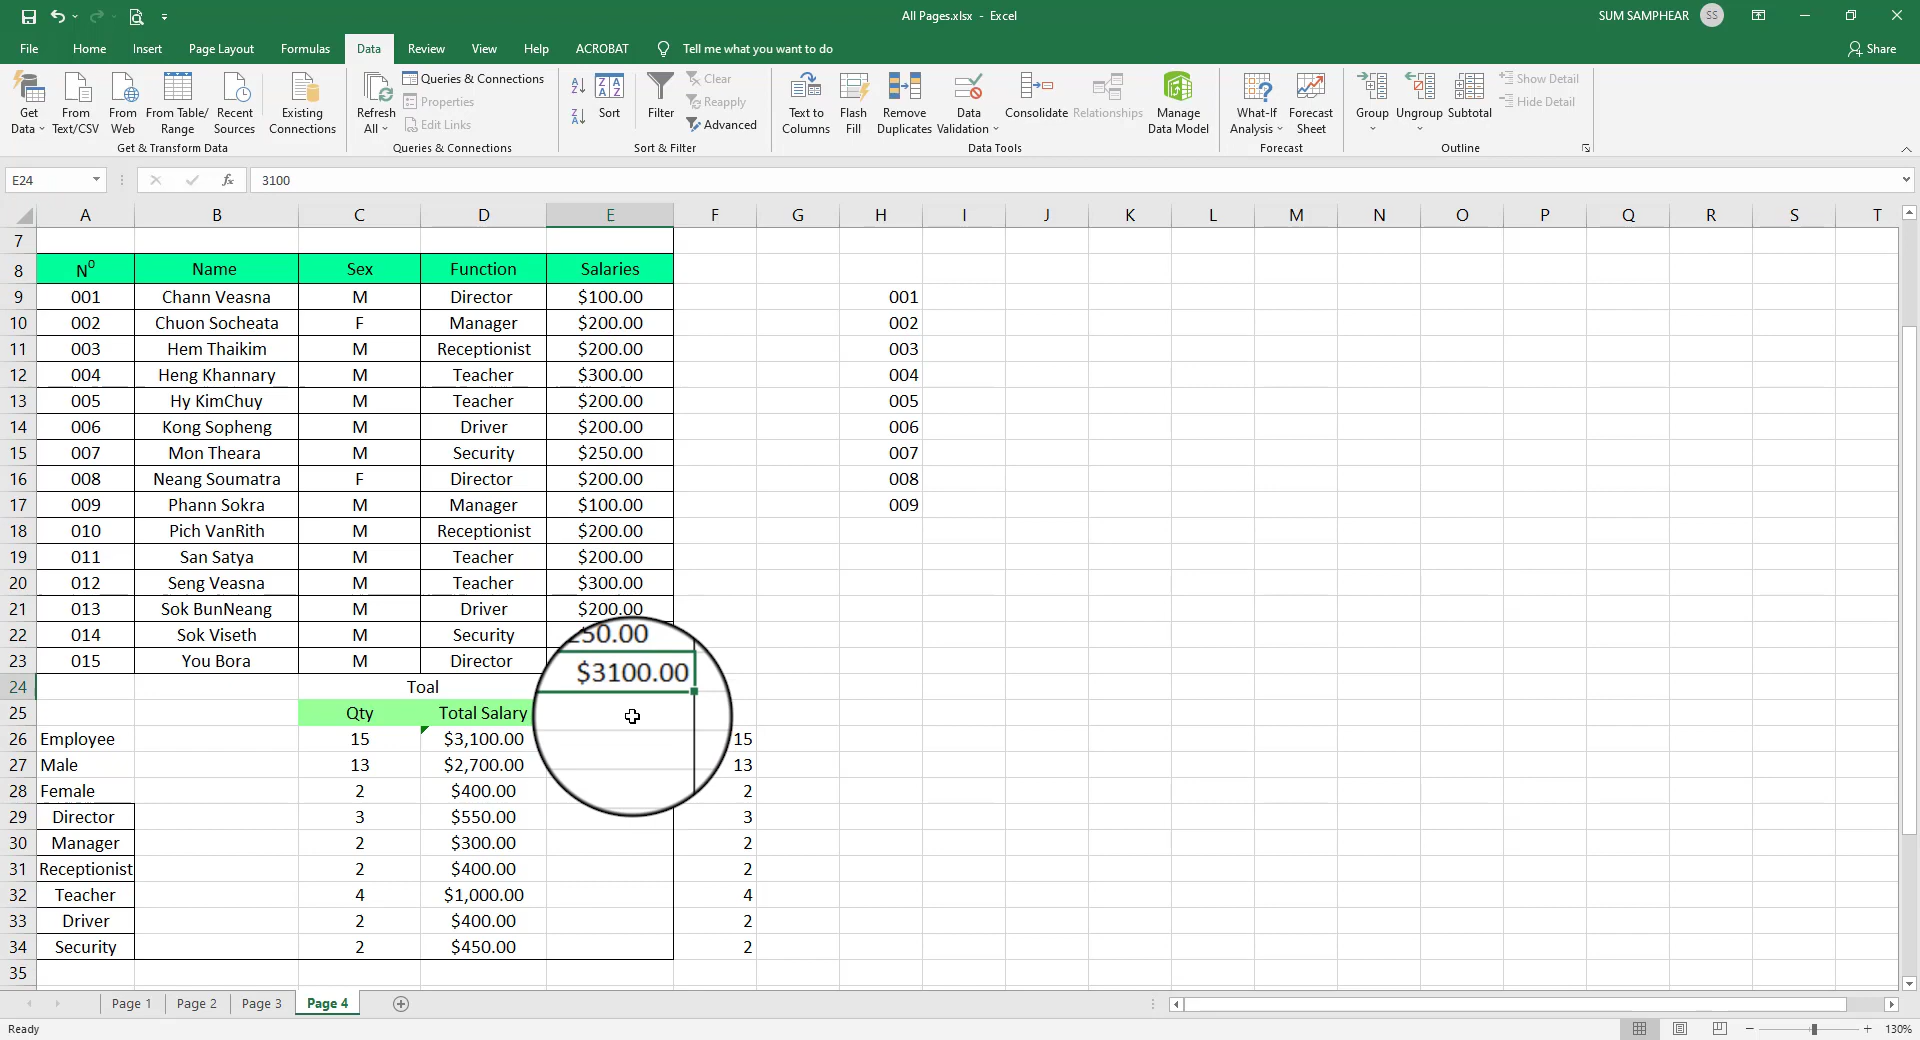 All Pages.xlsx - Excel
SUM SAMPHEAR SS
File Home Insert Page Layout Formulas Data Review View Help ACROBAT Tell me what you want to do Share
Get Data From Text/CSV From Web From Table/ Range Recent Sources Existing Connections
Get & Transform Data
Refresh All Queries & Connections Properties Edit Links
Queries & Connections
Sort Filter Clear Reapply Advanced
Sort & Filter
Text to Columns Flash Fill Remove Duplicates Data Validation Consolidate Relationships Manage Data Model
Data Tools
What-If Analysis Forecast Sheet
Forecast
Group Ungroup Subtotal Show Detail Hide Detail
Outline
E24 fx 3100
A B C D E F G H I J K L M N O P Q R S T
7
8 N⁰ Name Sex Function Salaries
9 001 Chann Veasna M Director $100.00 001
10 002 Chuon Socheata F Manager $200.00 002
11 003 Hem Thaikim M Receptionist $200.00 003
12 004 Heng Khannary M Teacher $300.00 004
13 005 Hy KimChuy M Teacher $200.00 005
14 006 Kong Sopheng M Driver $200.00 006
15 007 Mon Theara M Security $250.00 007
16 008 Neang Soumatra F Director $200.00 008
17 009 Phann Sokra M Manager $100.00 009
18 010 Pich VanRith M Receptionist $200.00
19 011 San Satya M Teacher $200.00
20 012 Seng Veasna M Teacher $300.00
21 013 Sok BunNeang M Driver $200.00
22 014 Sok Viseth M Security
23 015 You Bora M Director 50.00
24 Toal $3100.00
25 Qty Total Salary
26 Employee 15 $3,100.00 15
27 Male 13 $2,700.00 13
28 Female 2 $400.00 2
29 Director 3 $550.00 3
30 Manager 2 $300.00 2
31 Receptionist 2 $400.00 2
32 Teacher 4 $1,000.00 4
33 Driver 2 $400.00 2
34 Security 2 $450.00 2
35
Page 1 Page 2 Page 3 Page 4
Ready 130%